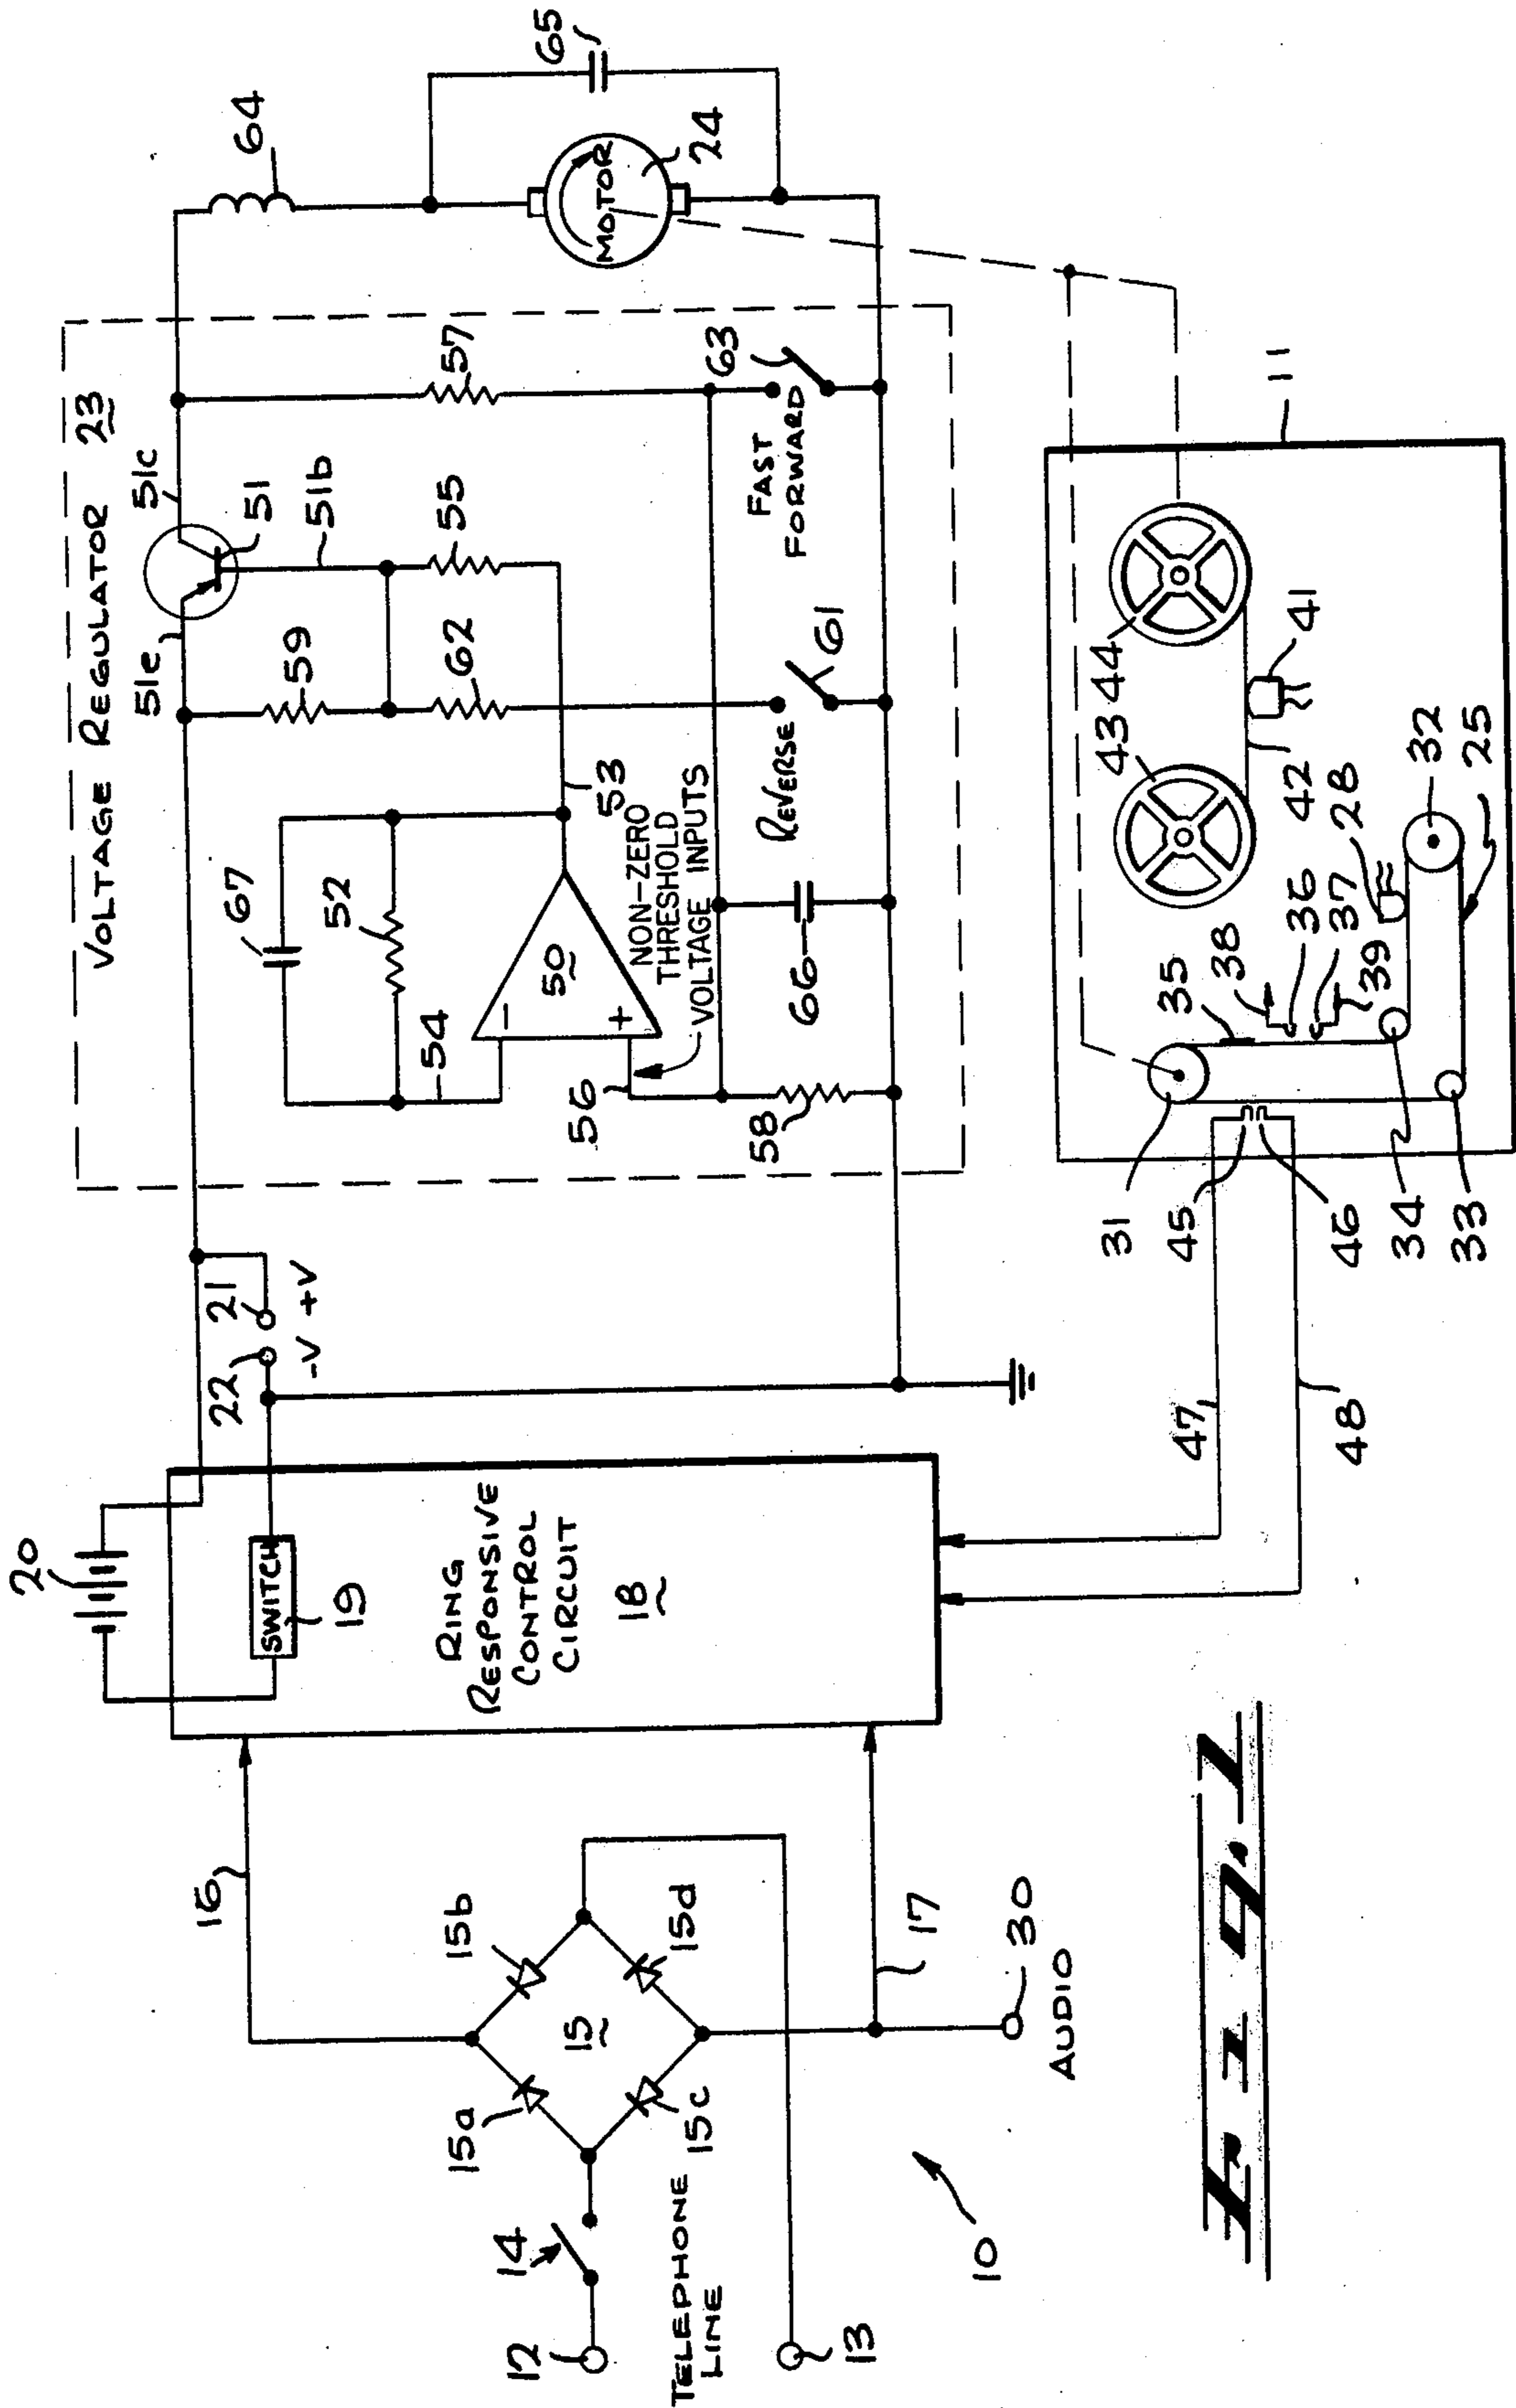 20
SWITCH
19
RING
RESPONSIVE
CONTROL
CIRCUIT
18
16
17
12
13
14
TELEPHONE
LINE
15
15a
15b
15c
15d
30
AUDIO
10
22
21
-V +V
VOLTAGE REGULATOR 23
67
52
54
50
-
+
53
56
NON-ZERO
THRESHOLD
VOLTAGE INPUTS
58
66
59
62
51e
51c
51
51b
55
57
REVERSE
61
FAST
FORWARD
63
64
65
MOTOR
24
11
43
44
42
41
31
35
38
36
37
39
28
32
25
45
46
34
33
47
48
Fig. 1